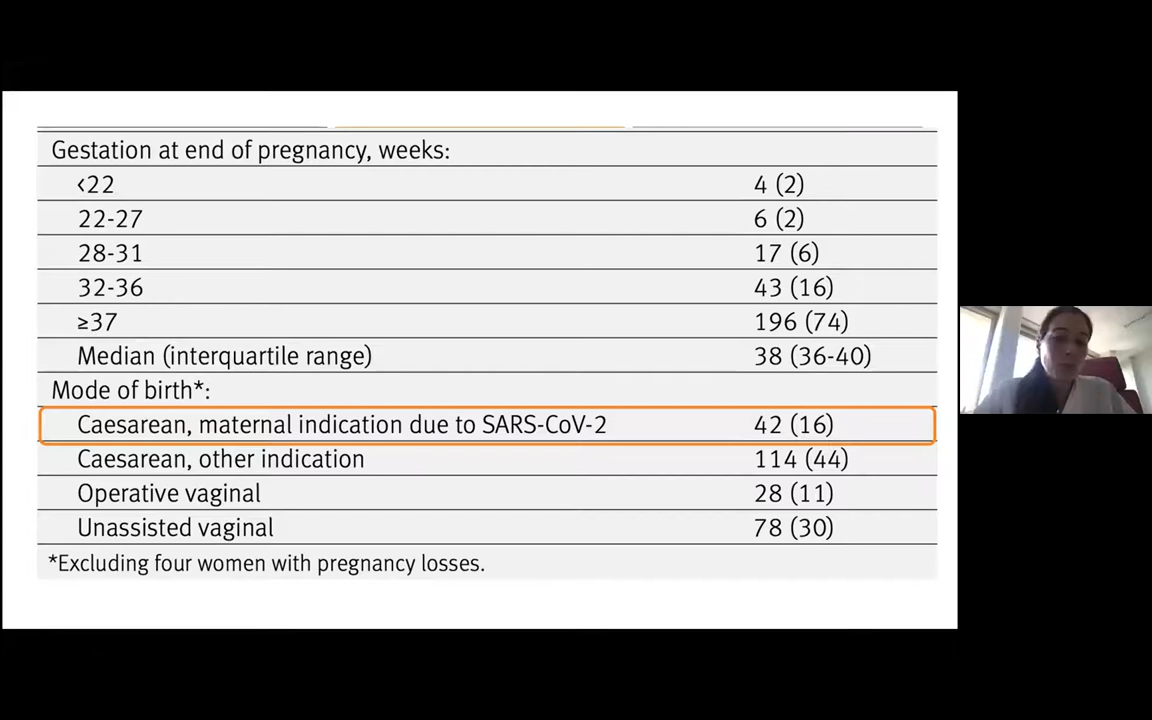 Gestation at end of pregnancy, weeks:
<22 4 (2)
22-27 6 (2)
28-31 17 (6)
32-36 43 (16)
≥37 196 (74)
Median (interquartile range) 38 (36-40)
Mode of birth*:
Caesarean, maternal indication due to SARS-CoV-2 42 (16)
Caesarean, other indication 114 (44)
Operative vaginal 28 (11)
Unassisted vaginal 78 (30)
*Excluding four women with pregnancy losses.